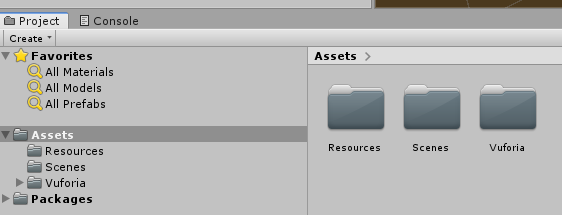 Project
Console
Create
Favorites
All Materials
All Models
All Prefabs
Assets
Resources
Scenes
Vuforia
Packages
Assets
Resources
Scenes
Vuforia